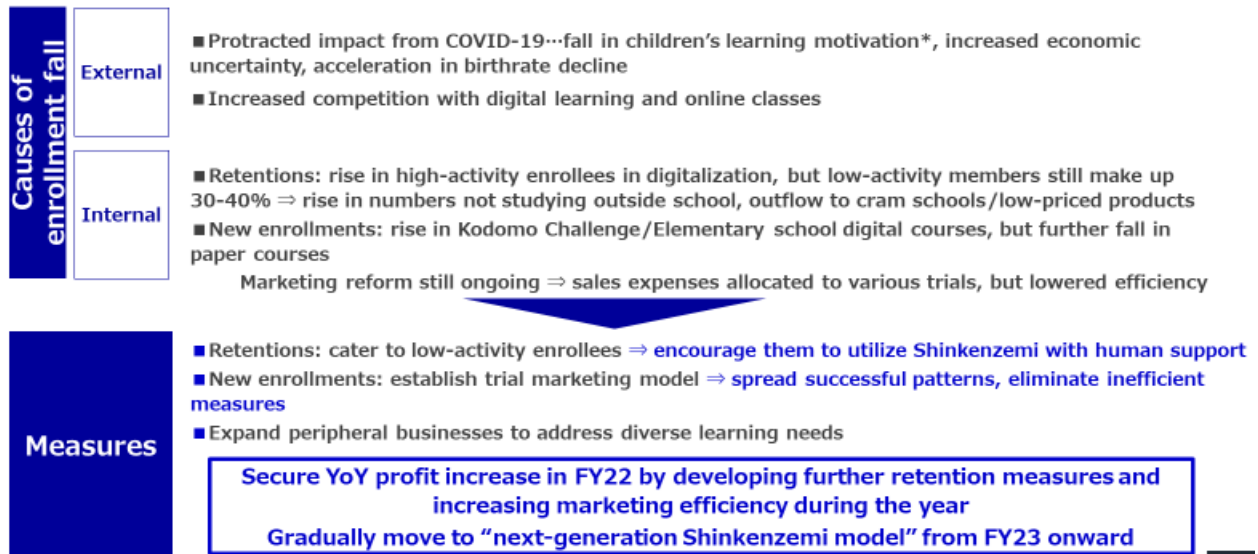 Causes of
enrollment fall
External
■Protracted impact from COVID-19…fall in children's learning motivation*, increased economic
uncertainty, acceleration in birthrate decline
■Increased competition with digital learning and online classes
Internal
■Retentions: rise in high-activity enrollees in digitalization, but low-activity members still make up
30-40% ⇒ rise in numbers not studying outside school, outflow to cram schools/low-priced products
■New enrollments: rise in Kodomo Challenge/Elementary school digital courses, but further fall in
paper courses
Marketing reform still ongoing ⇒ sales expenses allocated to various trials, but lowered efficiency
Measures
■Retentions: cater to low-activity enrollees ⇒ encourage them to utilize Shinkenzemi with human support
■New enrollments: establish trial marketing model ⇒ spread successful patterns, eliminate inefficient
measures
■Expand peripheral businesses to address diverse learning needs
Secure YoY profit increase in FY22 by developing further retention measures and
increasing marketing efficiency during the year
Gradually move to "next-generation Shinkenzemi model" from FY23 onward